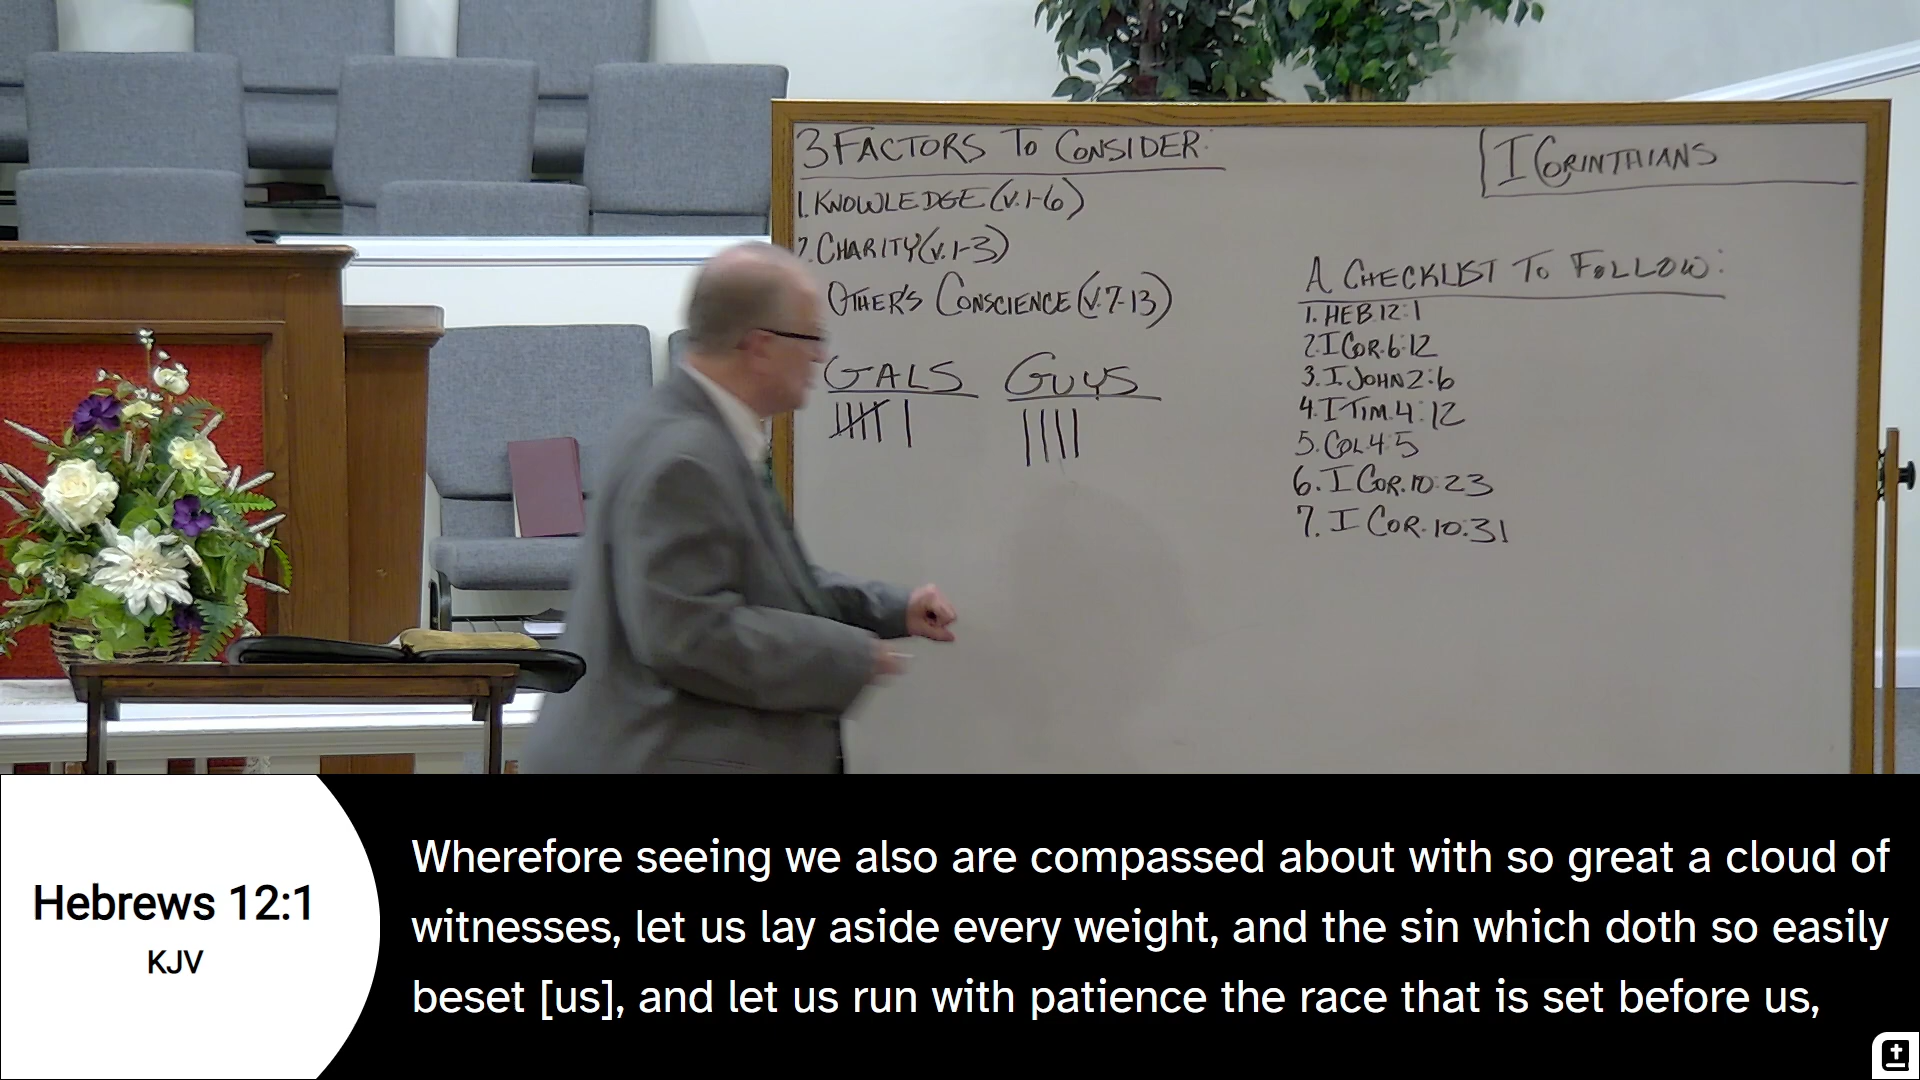 3 FACTORS TO CONSIDER:
1. KNOWLEDGE (V. 1-6)
2. CHARITY (V. 1-3)
OTHER'S CONSCIENCE (V. 7-13)
GALS GUYS
I CORINTHIANS
A CHECKLIST TO FOLLOW:
1. HEB 12:1
2. I COR. 6:12
3. I JOHN 2:6
4. I TIM. 4:12
5. COL. 4:5
6. I COR. 10:23
7. I COR. 10:31
Hebrews 12:1
KJV
Wherefore seeing we also are compassed about with so great a cloud of
witnesses, let us lay aside every weight, and the sin which doth so easily
beset [us], and let us run with patience the race that is set before us,